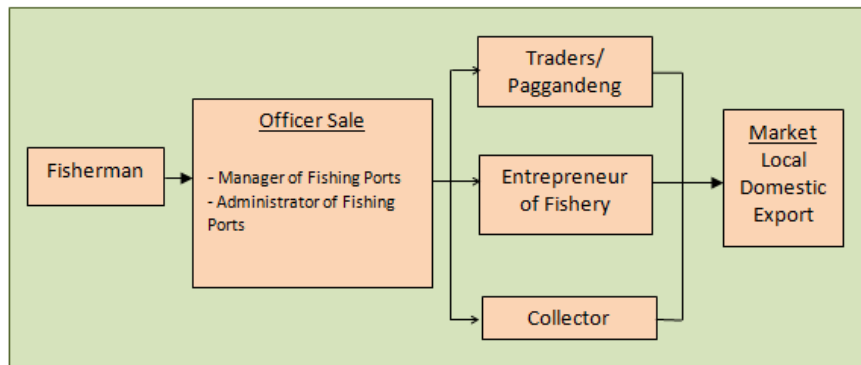 Fisherman
Officer Sale
- Manager of Fishing Ports
- Administrator of Fishing
Ports
Traders/
Paggandeng
Entrepreneur
of Fishery
Collector
Market
Local
Domestic
Export